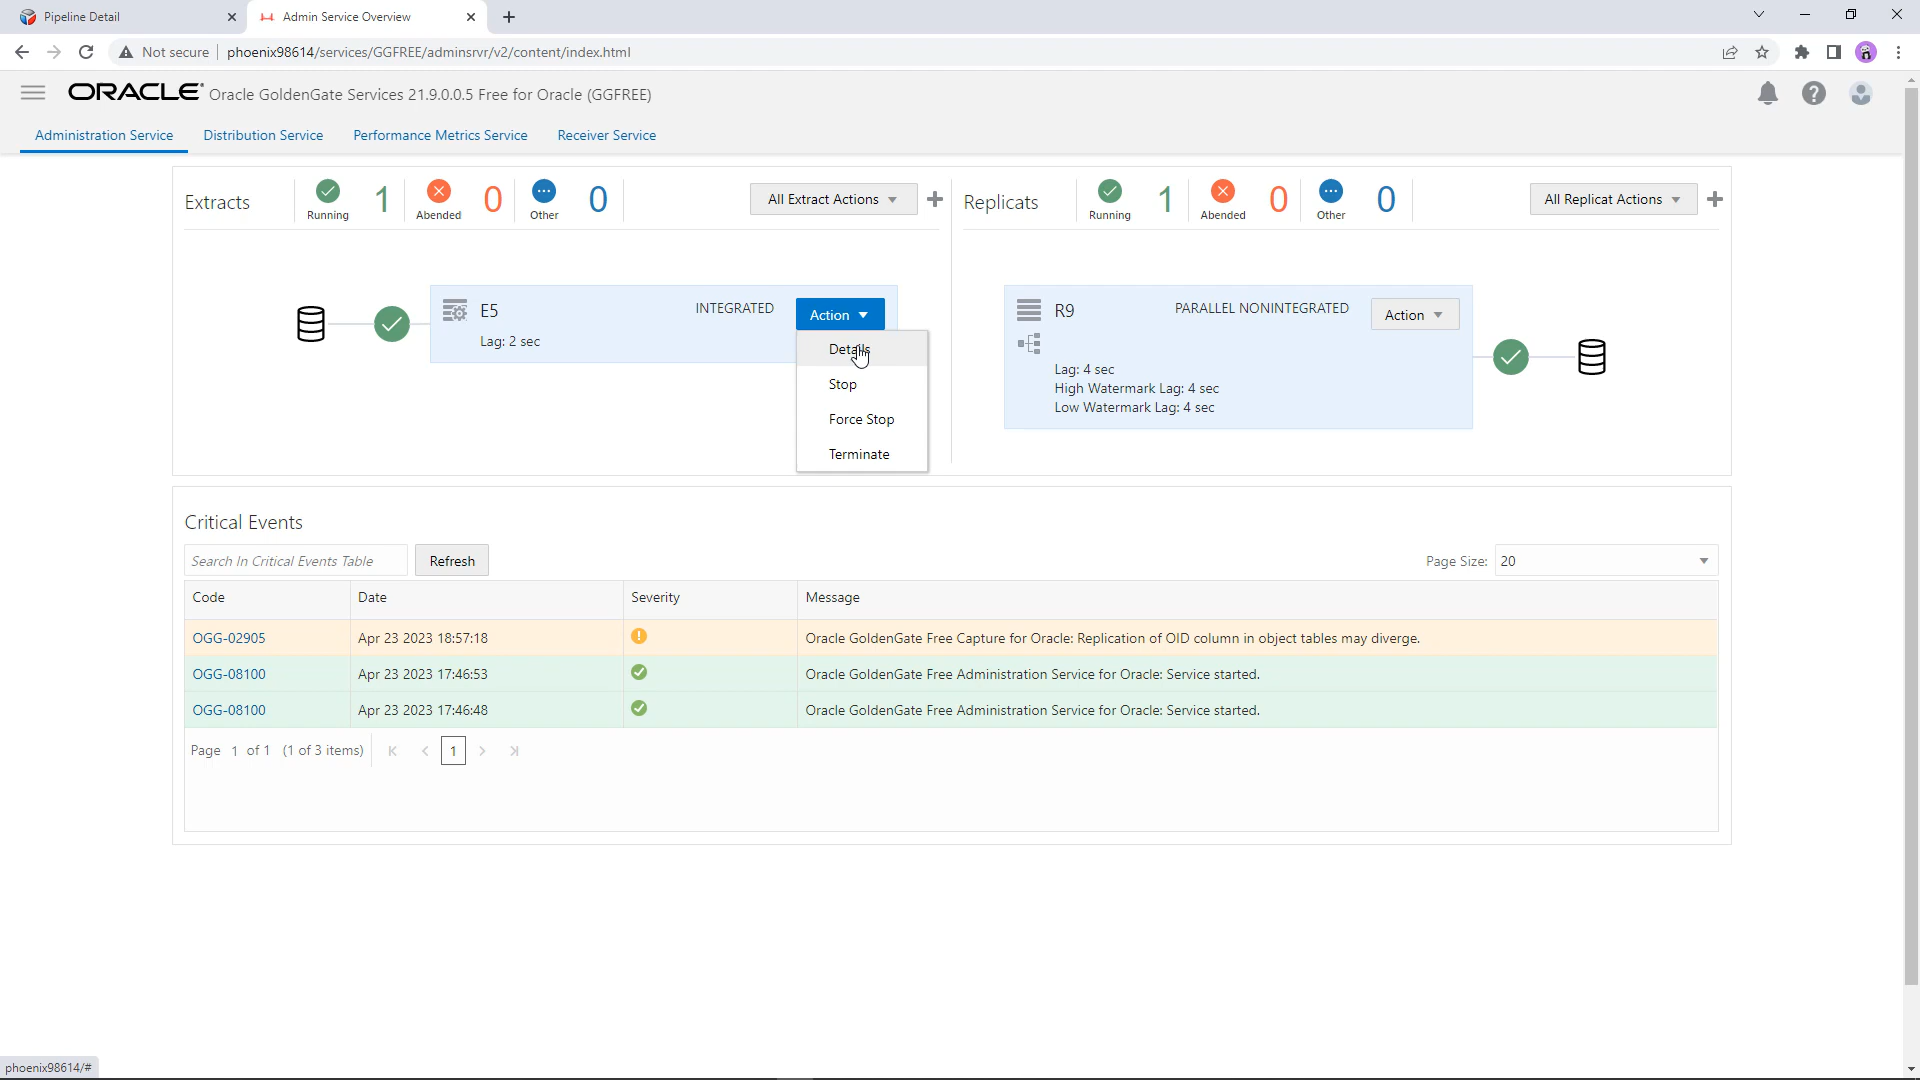 Pipeline Detail
Admin Service Overview
Not secure
phoenix98614/services/GGFREE/adminsrvr/v2/content/index.html
ORACLE Oracle GoldenGate Services 21.9.0.0.5 Free for Oracle (GGFREE)
Administration Service Distribution Service Performance Metrics Service Receiver Service
Extracts Running 1 Abended 0 Other 0 All Extract Actions
Replicats Running 1 Abended 0 Other 0 All Replicat Actions
E5 INTEGRATED Action
Lag: 2 sec
Details
Stop
Force Stop
Terminate
R9 PARALLEL NONINTEGRATED Action
Lag: 4 sec
High Watermark Lag: 4 sec
Low Watermark Lag: 4 sec
Critical Events
Search In Critical Events Table Refresh Page Size: 20
Code Date Severity Message
OGG-02905 Apr 23 2023 18:57:18 Oracle GoldenGate Free Capture for Oracle: Replication of OID column in object tables may diverge.
OGG-08100 Apr 23 2023 17:46:53 Oracle GoldenGate Free Administration Service for Oracle: Service started.
OGG-08100 Apr 23 2023 17:46:48 Oracle GoldenGate Free Administration Service for Oracle: Service started.
Page 1 of 1 (1 of 3 items) 1
phoenix98614/#